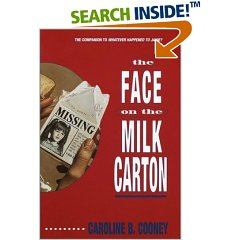 SEARCH INSIDE!™
THE COMPANION TO WHATEVER HAPPENED TO JANIE?
the
FACE
on the
MILK
CARTON
MISSING
CAROLINE B. COONEY